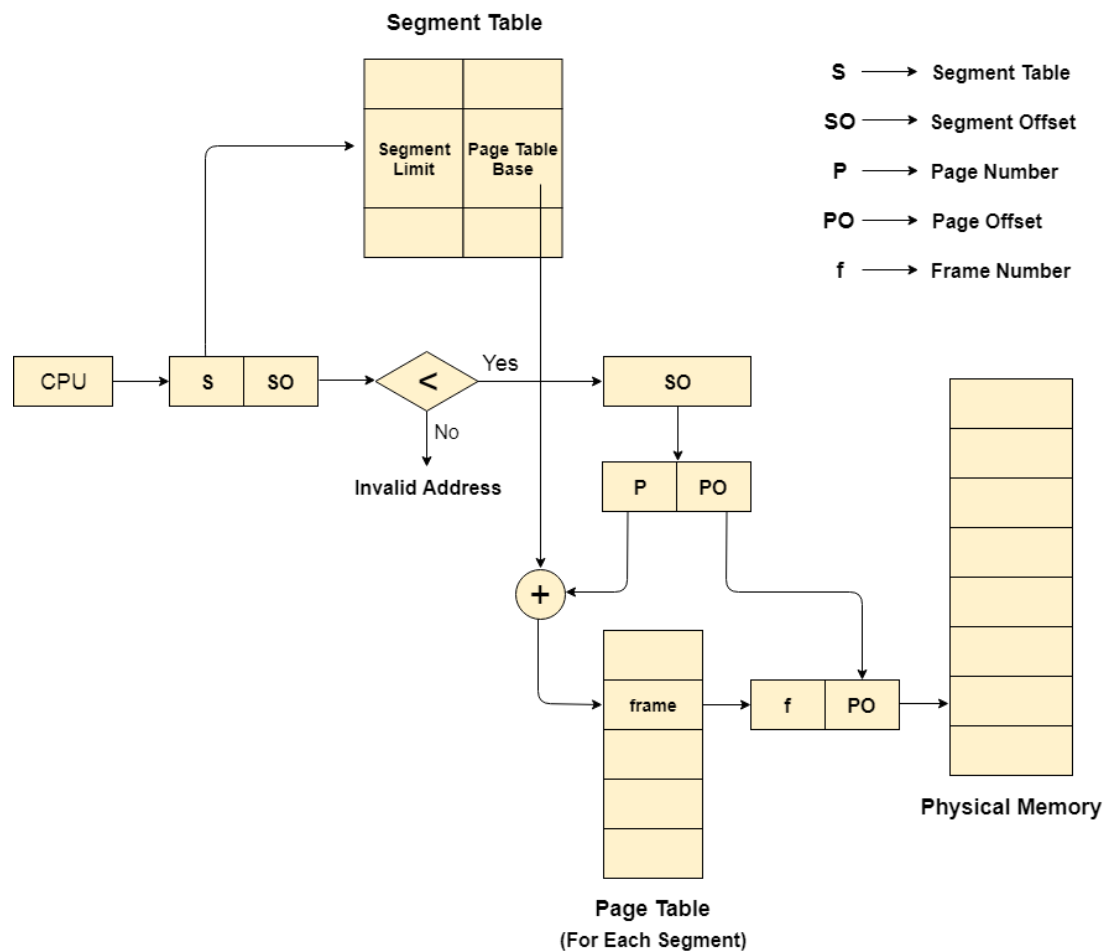 Segment Table
Segment Limit
Page Table Base
S Segment Table
SO Segment Offset
P Page Number
PO Page Offset
f Frame Number
CPU
S
SO
<
Yes
No
Invalid Address
SO
P
PO
+
frame
f
PO
Physical Memory
Page Table
(For Each Segment)